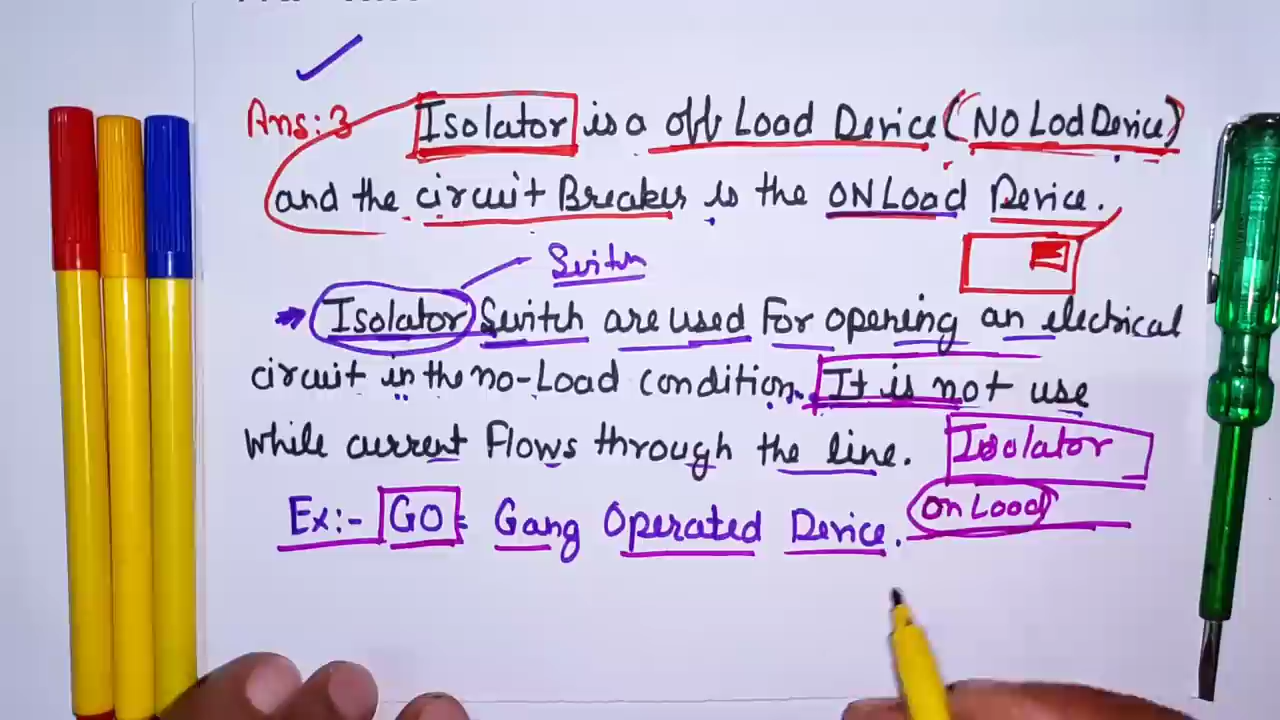 Ans:3 Isolator is a off Load Device (NO Lod Device)
and the circuit Breaker is the ON Load Device.
Switch
Isolator Switch are used For opening an electrical
circuit in the no-Load condition. It is not use
while current Flows through the line. Isolator
on Load
Ex:- GO = Gang Operated Device.